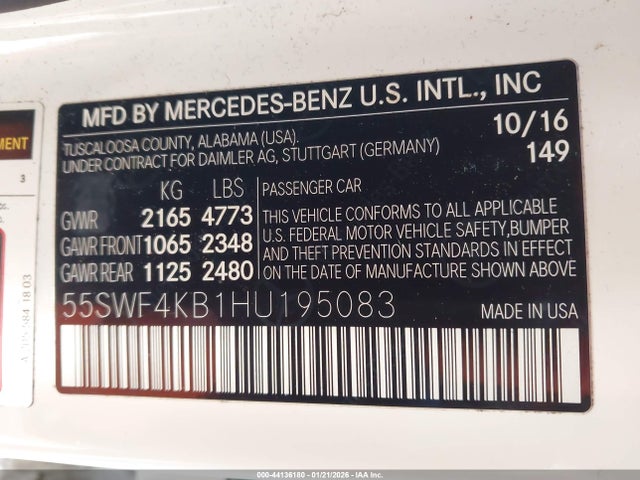 MFD BY MERCEDES-BENZ U.S. INTL., INC
TUSCALOOSA COUNTY, ALABAMA (USA). 10/16
UNDER CONTRACT FOR DAIMLER AG, STUTTGART (GERMANY) 149
KG LBS PASSENGER CAR
GVWR 2165 4773 THIS VEHICLE CONFORMS TO ALL APPLICABLE
GAWR FRONT 1065 2348 U.S. FEDERAL MOTOR VEHICLE SAFETY,BUMPER
AND THEFT PREVENTION STANDARDS IN EFFECT
GAWR REAR 1125 2480 ON THE DATE OF MANUFACTURE SHOWN ABOVE.
55SWF4KB1HU195083 MADE IN USA
3
000-44136180 — 01/21/2026 — IAA Inc.